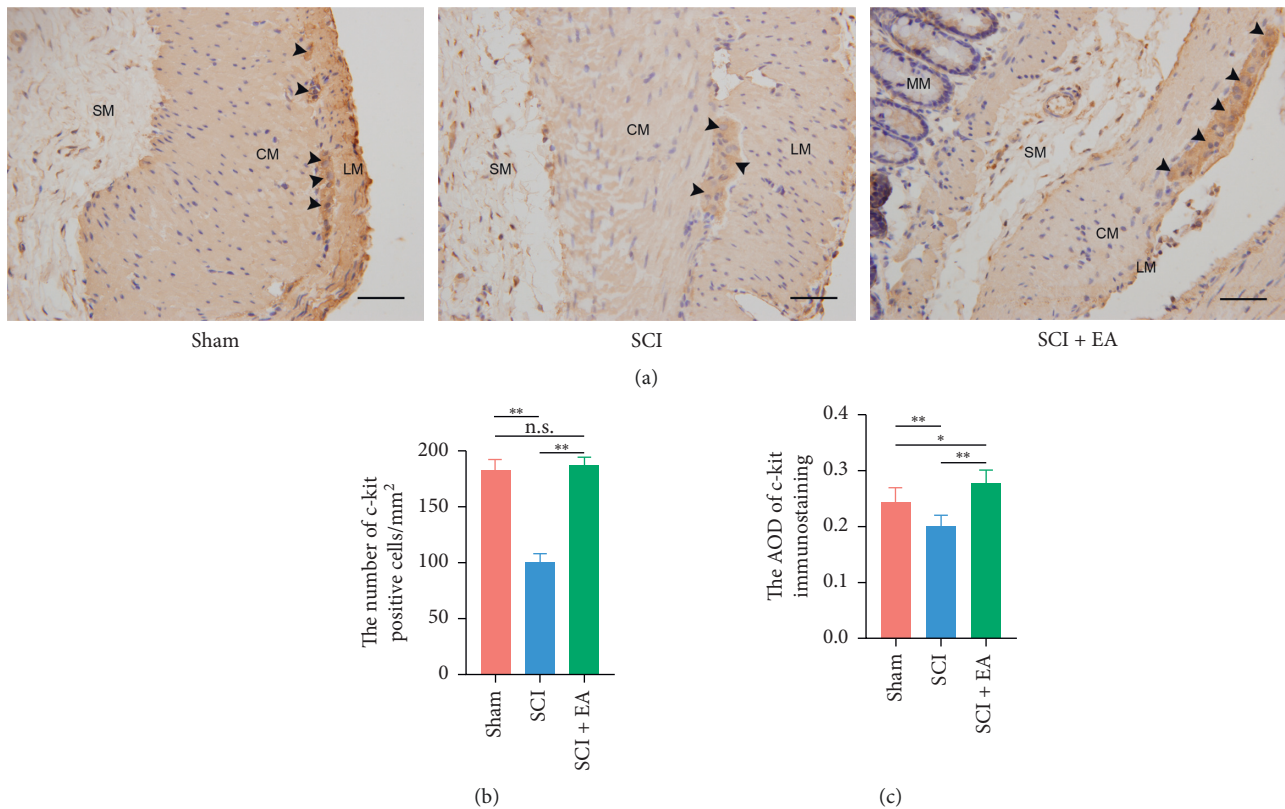 SM
CM
LM
SM
CM
LM
MM
SM
CM
LM
Sham
SCI
SCI + EA
(a)
The number of c-kit
positive cells/mm²
200
150
100
50
0
**
n.s.
**
Sham
SCI
SCI + EA
(b)
The AOD of c-kit
immunostaining
0.4
0.3
0.2
0.1
0.0
**
*
**
Sham
SCI
SCI + EA
(c)